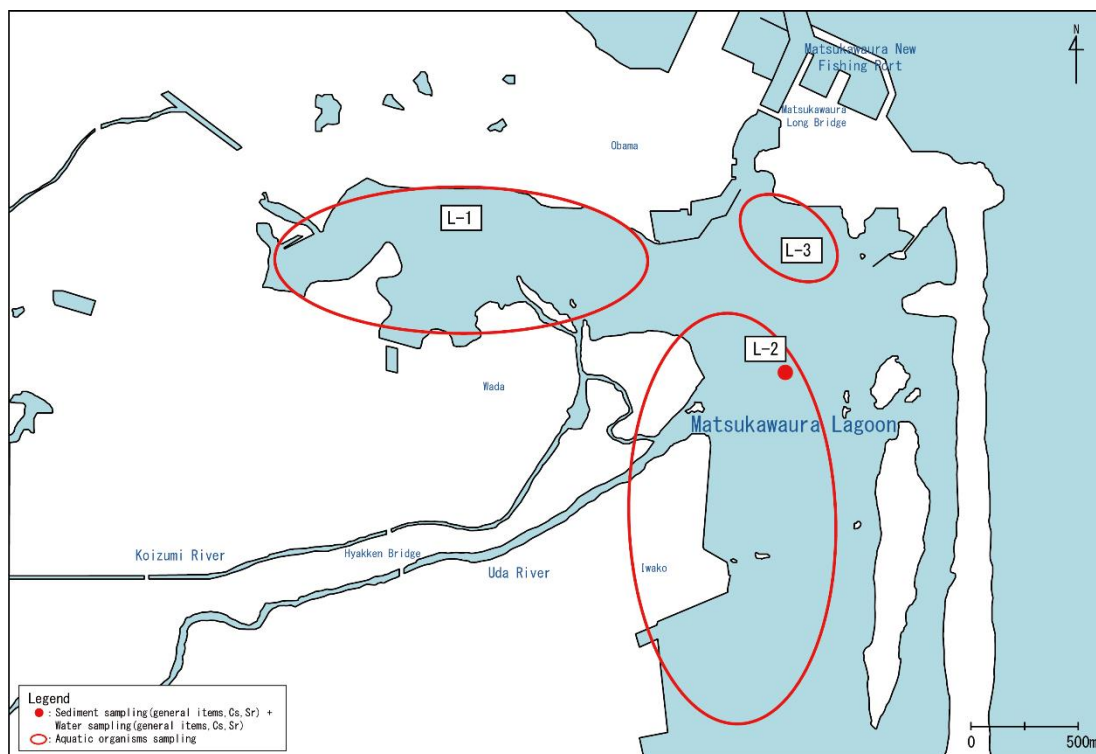 N
Matsukawaura New
Fishing Port
Matsukawaura
Long Bridge
Obama
L-1
L-3
L-2
Wada
Matsukawaura Lagoon
Koizumi River
Hyakken Bridge
Uda River
Iwako
Legend
: Sediment sampling(general items,Cs,Sr) +
Water sampling(general items,Cs,Sr)
: Aquatic organisms sampling
0 500m